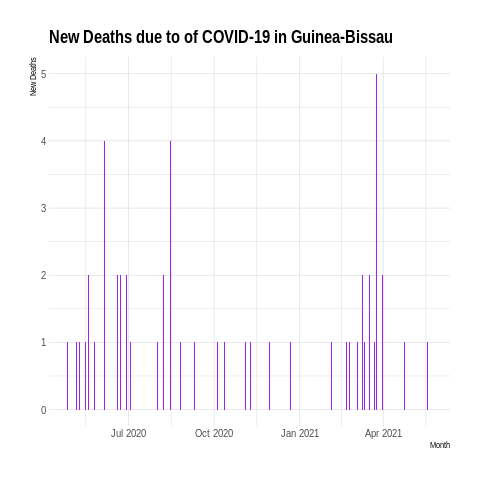 New Deaths due to of COVID-19 in Guinea-Bissau
New Deaths
5
4
3
2
1
0
Jul 2020 Oct 2020 Jan 2021 Apr 2021
Month